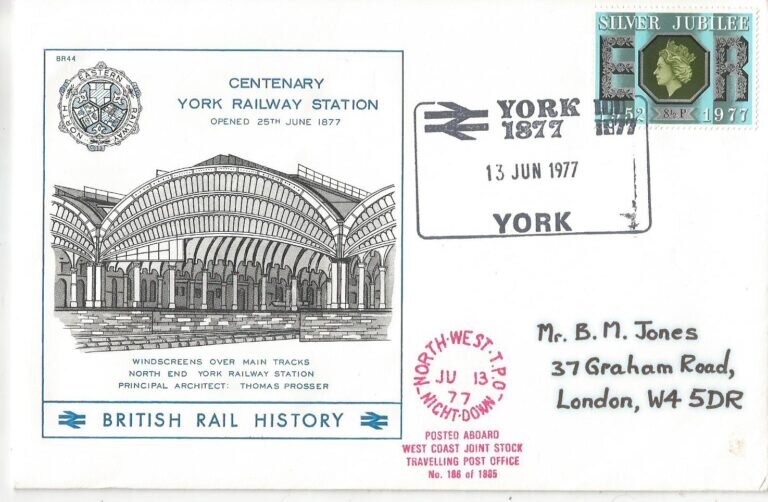 BR44
NORTH EASTERN RAILWAY
CENTENARY
YORK RAILWAY STATION
OPENED 25TH JUNE 1877
WINDSCREENS OVER MAIN TRACKS
NORTH END YORK RAILWAY STATION
PRINCIPAL ARCHITECT: THOMAS PROSSER
BRITISH RAIL HISTORY
SILVER JUBILEE
E R
1952 8½P 1977
YORK
1877 1977
13 JUN 1977
YORK
NORTH·WEST·T.P.O
JU 13
77
NIGHT·DOWN
POSTED ABOARD
WEST COAST JOINT STOCK
TRAVELLING POST OFFICE
No. 186 of 1885
Mr. B. M. Jones
37 Graham Road,
London, W4 5DR